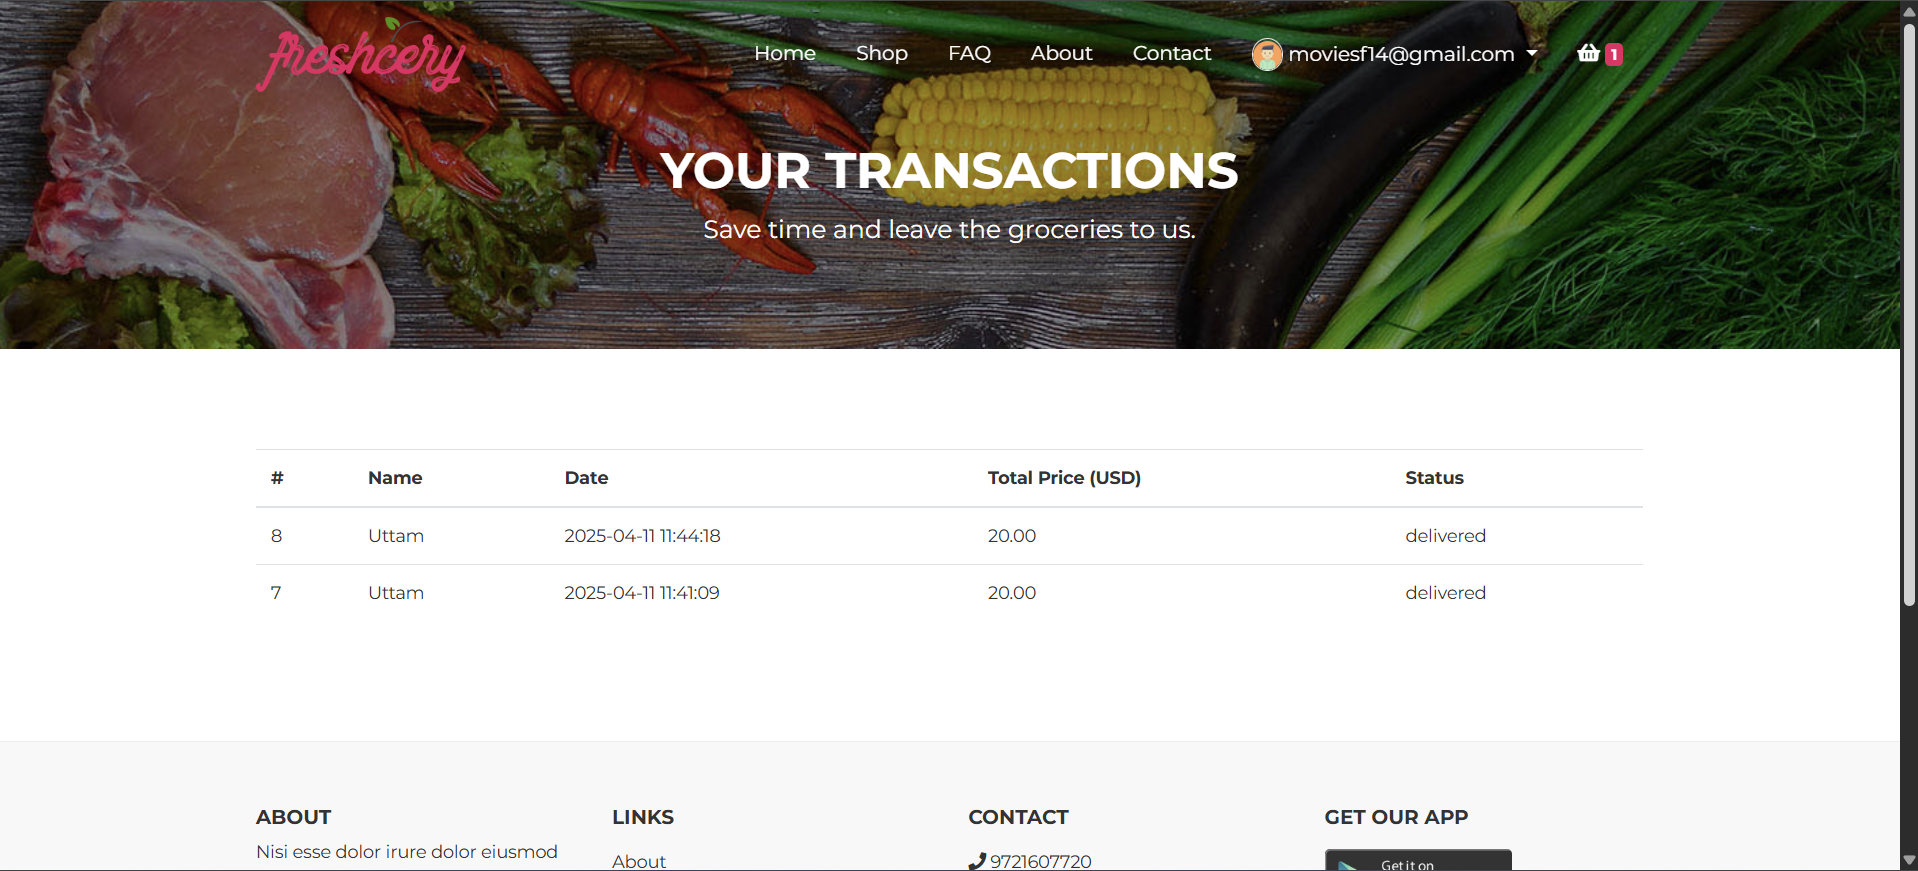 freshcery
Home Shop FAQ About Contact moviesf14@gmail.com 1
YOUR TRANSACTIONS
Save time and leave the groceries to us.
# Name Date Total Price (USD) Status
8 Uttam 2025-04-11 11:44:18 20.00 delivered
7 Uttam 2025-04-11 11:41:09 20.00 delivered
ABOUT LINKS CONTACT GET OUR APP
Nisi esse dolor irure dolor eiusmod About 9721607720 Get it on